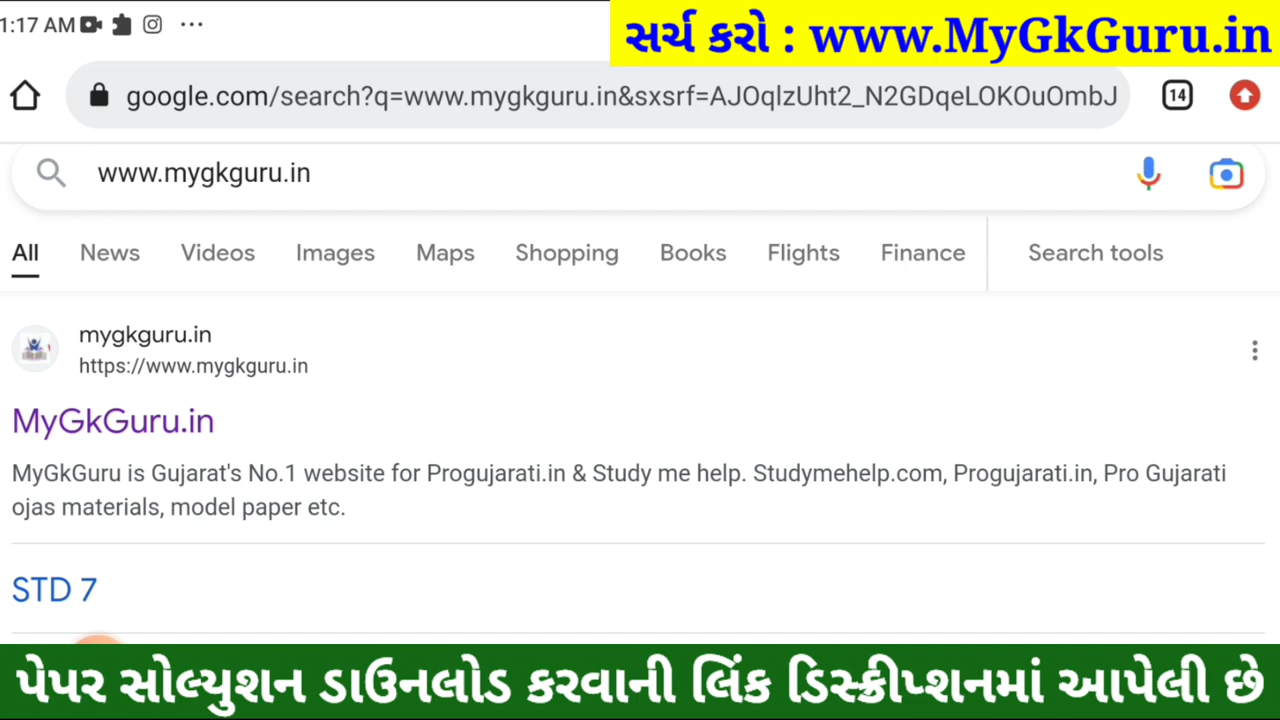 1:17 AM
સર્ચ કરો : www.MyGkGuru.in
google.com/search?q=www.mygkguru.in&sxsrf=AJOqlzUht2_N2GDqeLOKOuOmbJ
14
www.mygkguru.in
All News Videos Images Maps Shopping Books Flights Finance Search tools
mygkguru.in
https://www.mygkguru.in
MyGkGuru.in
MyGkGuru is Gujarat's No.1 website for Progujarati.in & Study me help. Studymehelp.com, Progujarati.in, Pro Gujarati
ojas materials, model paper etc.
STD 7
પેપર સોલ્યુશન ડાઉનલોડ કરવાની લિંક ડિસ્ક્રીપ્શનમાં આપેલી છે